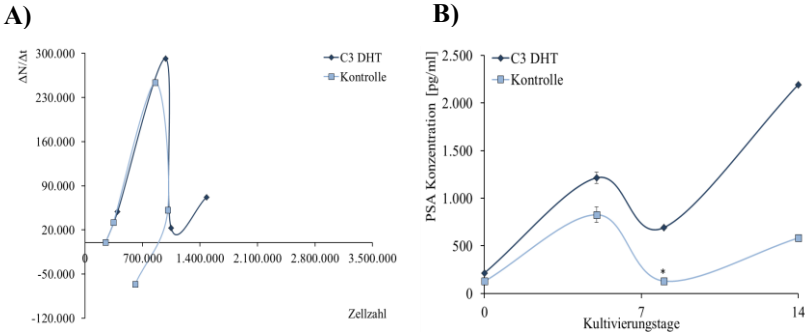 A)
ΔN/Δt
300.000
230.000
160.000
90.000
20.000
-50.000
-120.000
0
700.000
1.400.000
2.100.000
2.800.000
3.500.000
Zellzahl
C3 DHT
Kontrolle
B)
PSA Konzentration [pg/ml]
2.500
2.000
1.500
1.000
500
0
0
7
14
Kultivierungstage
C3 DHT
Kontrolle
*